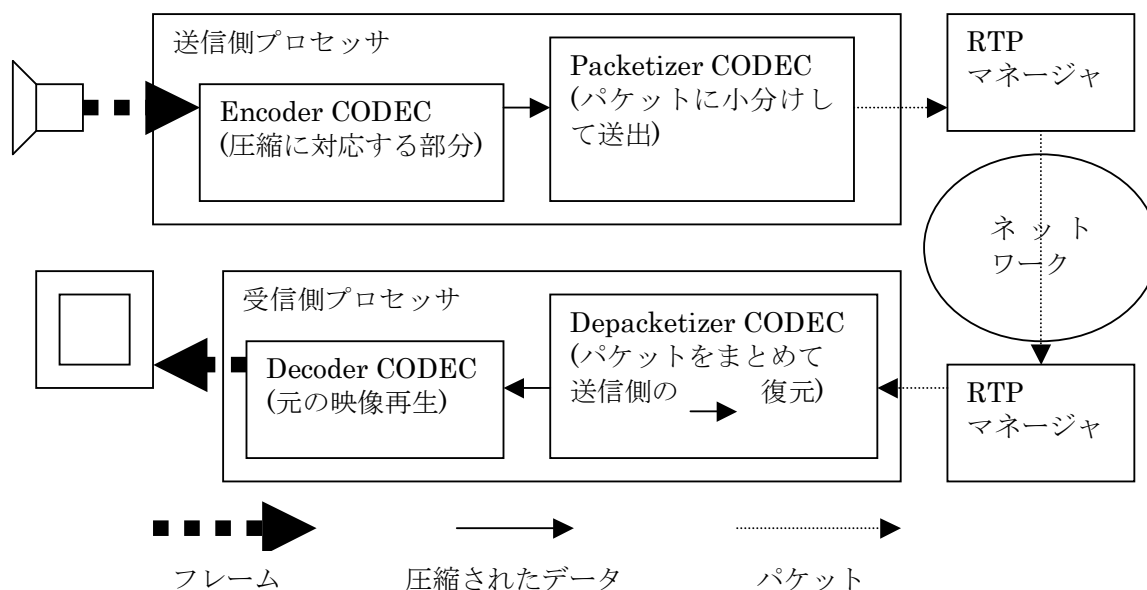 送信側プロセッサ
Encoder CODEC
(圧縮に対応する部分)
Packetizer CODEC
(パケットに小分けし
て送出)
RTP
マネージャ
ネット
ワーク
受信側プロセッサ
Decoder CODEC
(元の映像再生)
Depacketizer CODEC
(パケットをまとめて
送信側の 復元)
RTP
マネージャ
フレーム
圧縮されたデータ
パケット